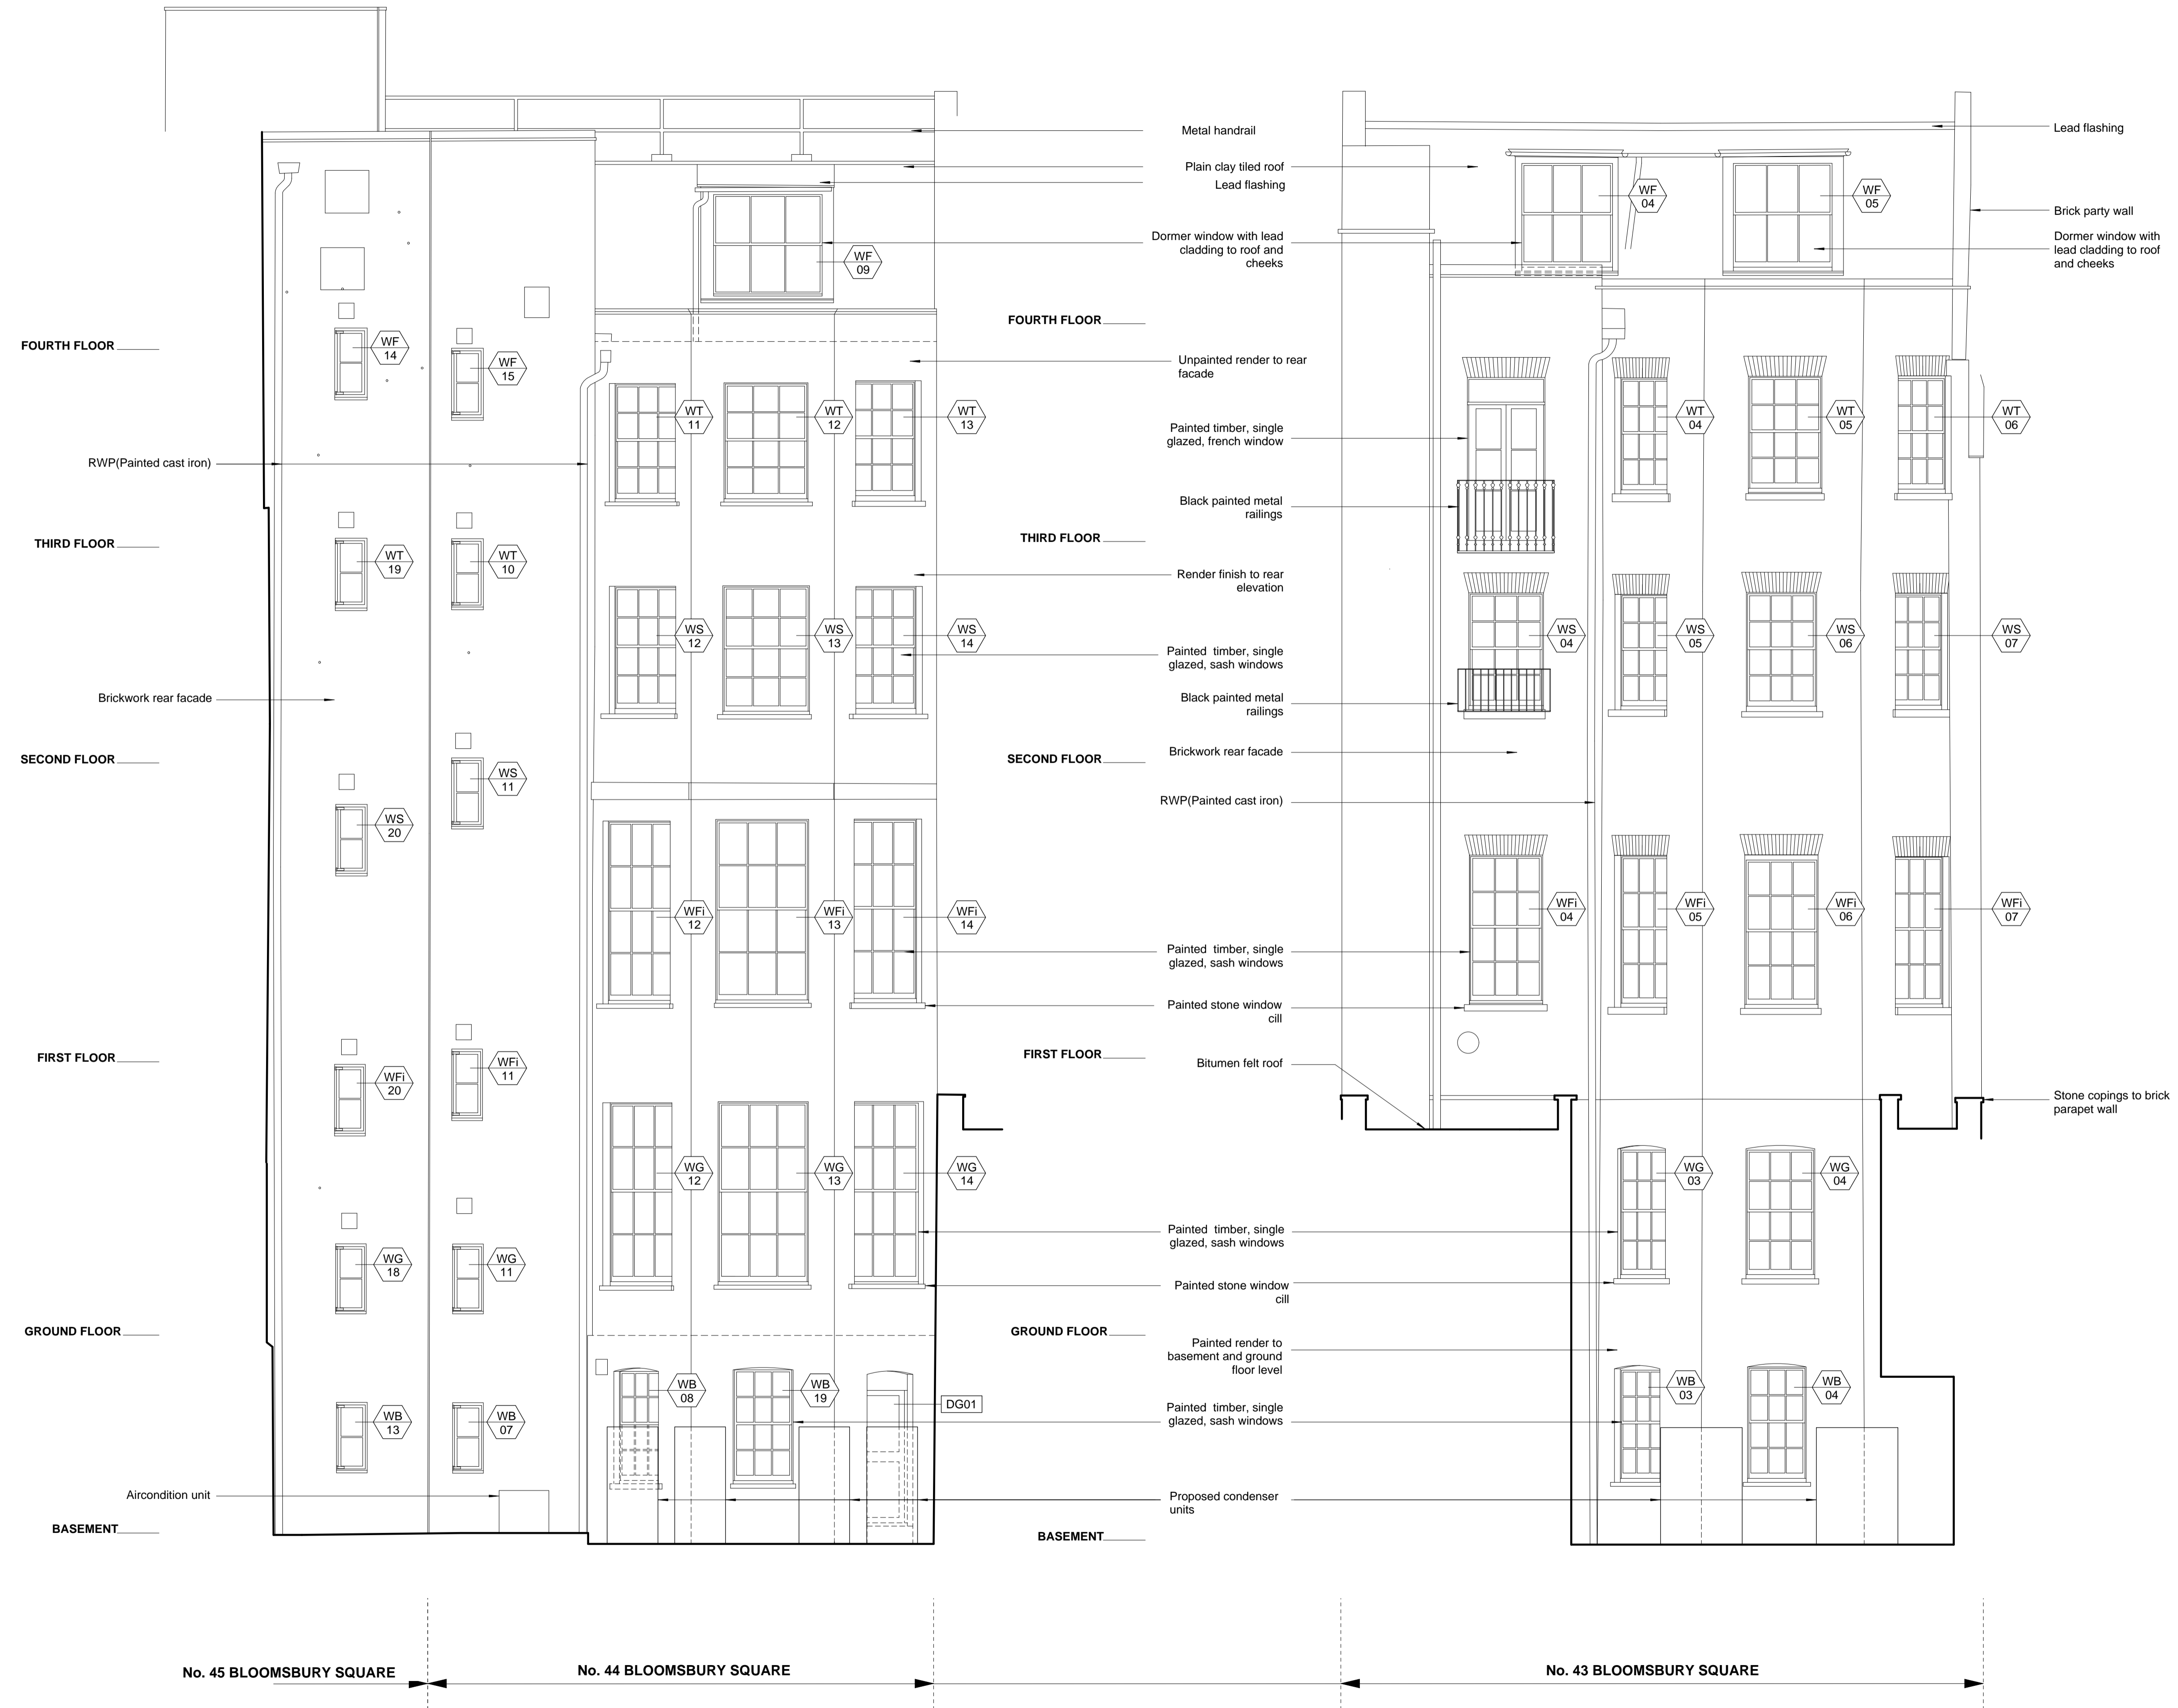 Metal handrail
Plain clay tiled roof
Lead flashing
Dormer window with lead
cladding to roof and
cheeks
WF
09
FOURTH FLOOR
FOURTH FLOOR
WF
14
WF
15
Unpainted render to rear
facade
WT
11
WT
12
WT
13
Painted timber, single
glazed, french window
RWP(Painted cast iron)
Black painted metal
railings
THIRD FLOOR
THIRD FLOOR
WT
19
WT
10
Render finish to rear
elevation
WS
12
WS
13
WS
14
Painted timber, single
glazed, sash windows
Brickwork rear facade
Black painted metal
railings
SECOND FLOOR
SECOND FLOOR
Brickwork rear facade
WS
11
RWP(Painted cast iron)
WS
20
WFi
12
WFi
13
WFi
14
Painted timber, single
glazed, sash windows
Painted stone window
cill
FIRST FLOOR
FIRST FLOOR
Bitumen felt roof
WFi
20
WFi
11
WG
12
WG
13
WG
14
Painted timber, single
glazed, sash windows
WG
18
WG
11
Painted stone window
cill
GROUND FLOOR
GROUND FLOOR
Painted render to
basement and ground
floor level
WB
08
WB
19
DG01
WB
13
WB
07
Painted timber, single
glazed, sash windows
Aircondition unit
Proposed condenser
units
BASEMENT
BASEMENT
Lead flashing
WF
04
WF
05
Brick party wall
Dormer window with
lead cladding to roof
and cheeks
WT
04
WT
05
WT
06
WS
04
WS
05
WS
06
WS
07
WFi
04
WFi
05
WFi
06
WFi
07
Stone copings to brick
parapet wall
WG
03
WG
04
WB
03
WB
04
No. 45 BLOOMSBURY SQUARE
No. 44 BLOOMSBURY SQUARE
No. 43 BLOOMSBURY SQUARE